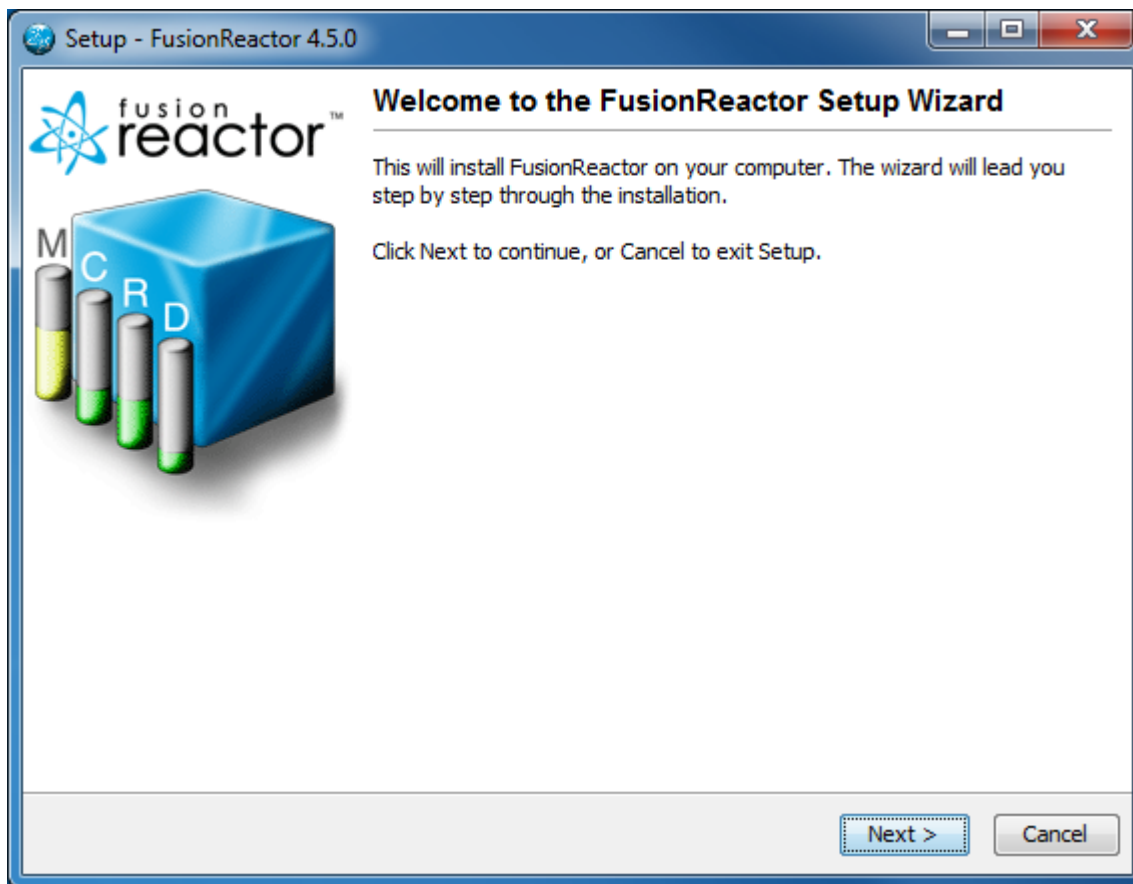 Setup - FusionReactor 4.5.0
fusion
reactor™
Welcome to the FusionReactor Setup Wizard
This will install FusionReactor on your computer. The wizard will lead you
step by step through the installation.
Click Next to continue, or Cancel to exit Setup.
M
C
R
D
Next >
Cancel